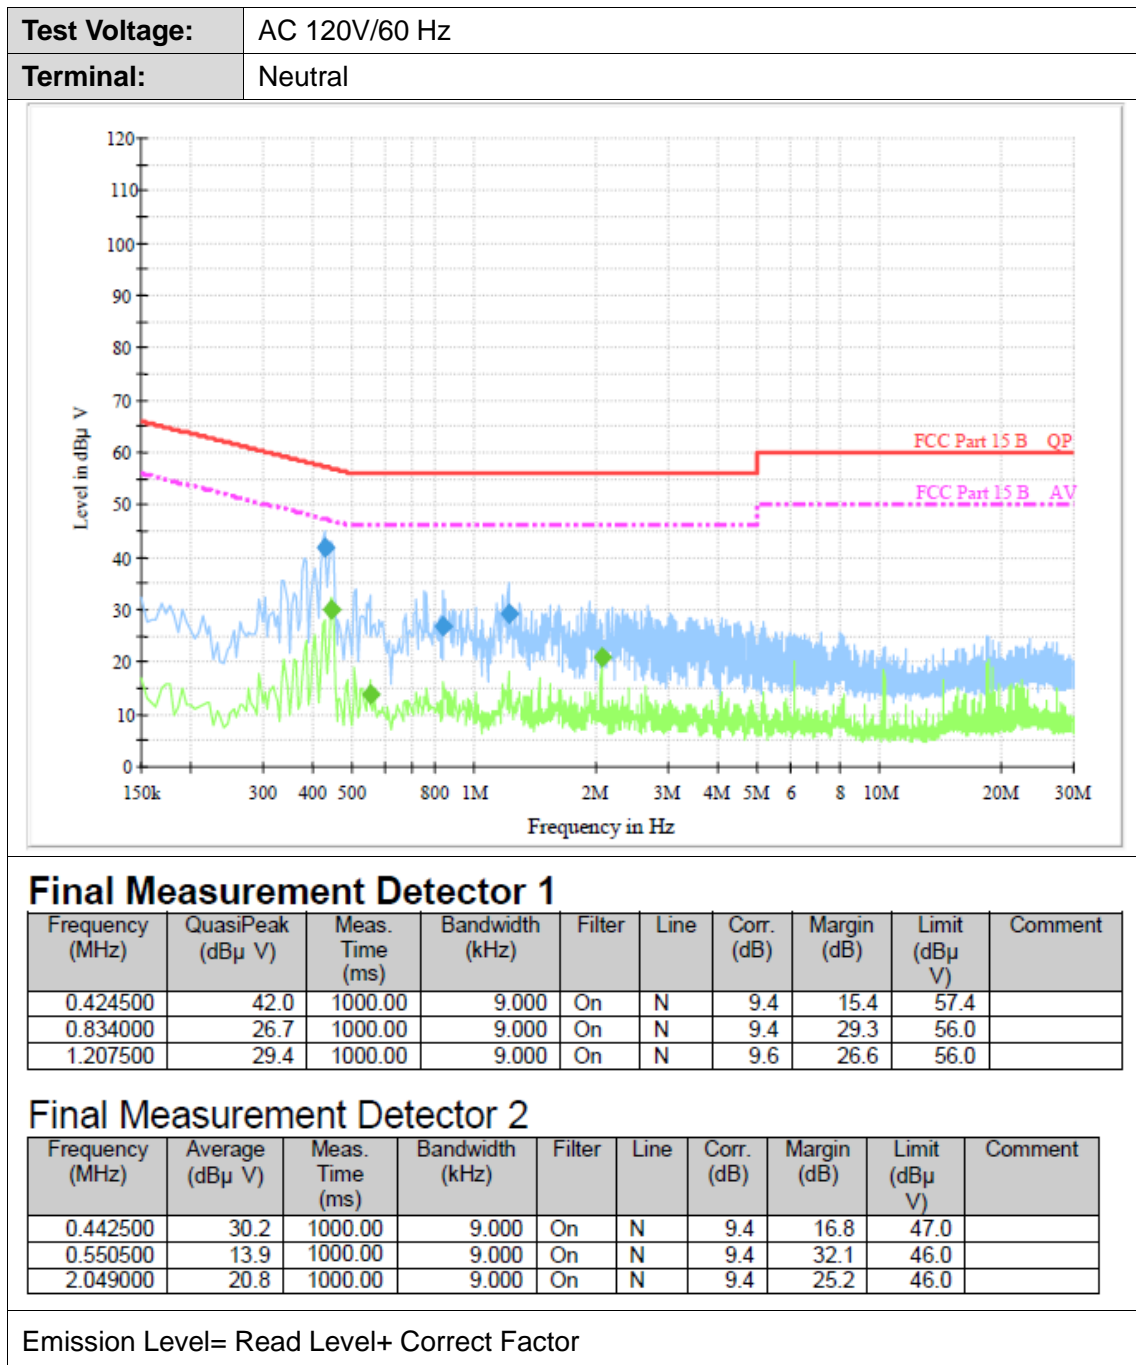 Test Voltage: AC 120V/60 Hz
Terminal: Neutral
120
110
100
90
80
70
60
50
40
30
20
10
0
Level in dBµ V
FCC Part 15 B QP
FCC Part 15 B AV
150k 300 400 500 800 1M 2M 3M 4M 5M 6 8 10M 20M 30M
Frequency in Hz
Final Measurement Detector 1
Frequency (MHz) QuasiPeak (dBµ V) Meas. Time (ms) Bandwidth (kHz) Filter Line Corr. (dB) Margin (dB) Limit (dBµ V) Comment
0.424500 42.0 1000.00 9.000 On N 9.4 15.4 57.4
0.834000 26.7 1000.00 9.000 On N 9.4 29.3 56.0
1.207500 29.4 1000.00 9.000 On N 9.6 26.6 56.0
Final Measurement Detector 2
Frequency (MHz) Average (dBµ V) Meas. Time (ms) Bandwidth (kHz) Filter Line Corr. (dB) Margin (dB) Limit (dBµ V) Comment
0.442500 30.2 1000.00 9.000 On N 9.4 16.8 47.0
0.550500 13.9 1000.00 9.000 On N 9.4 32.1 46.0
2.049000 20.8 1000.00 9.000 On N 9.4 25.2 46.0
Emission Level= Read Level+ Correct Factor